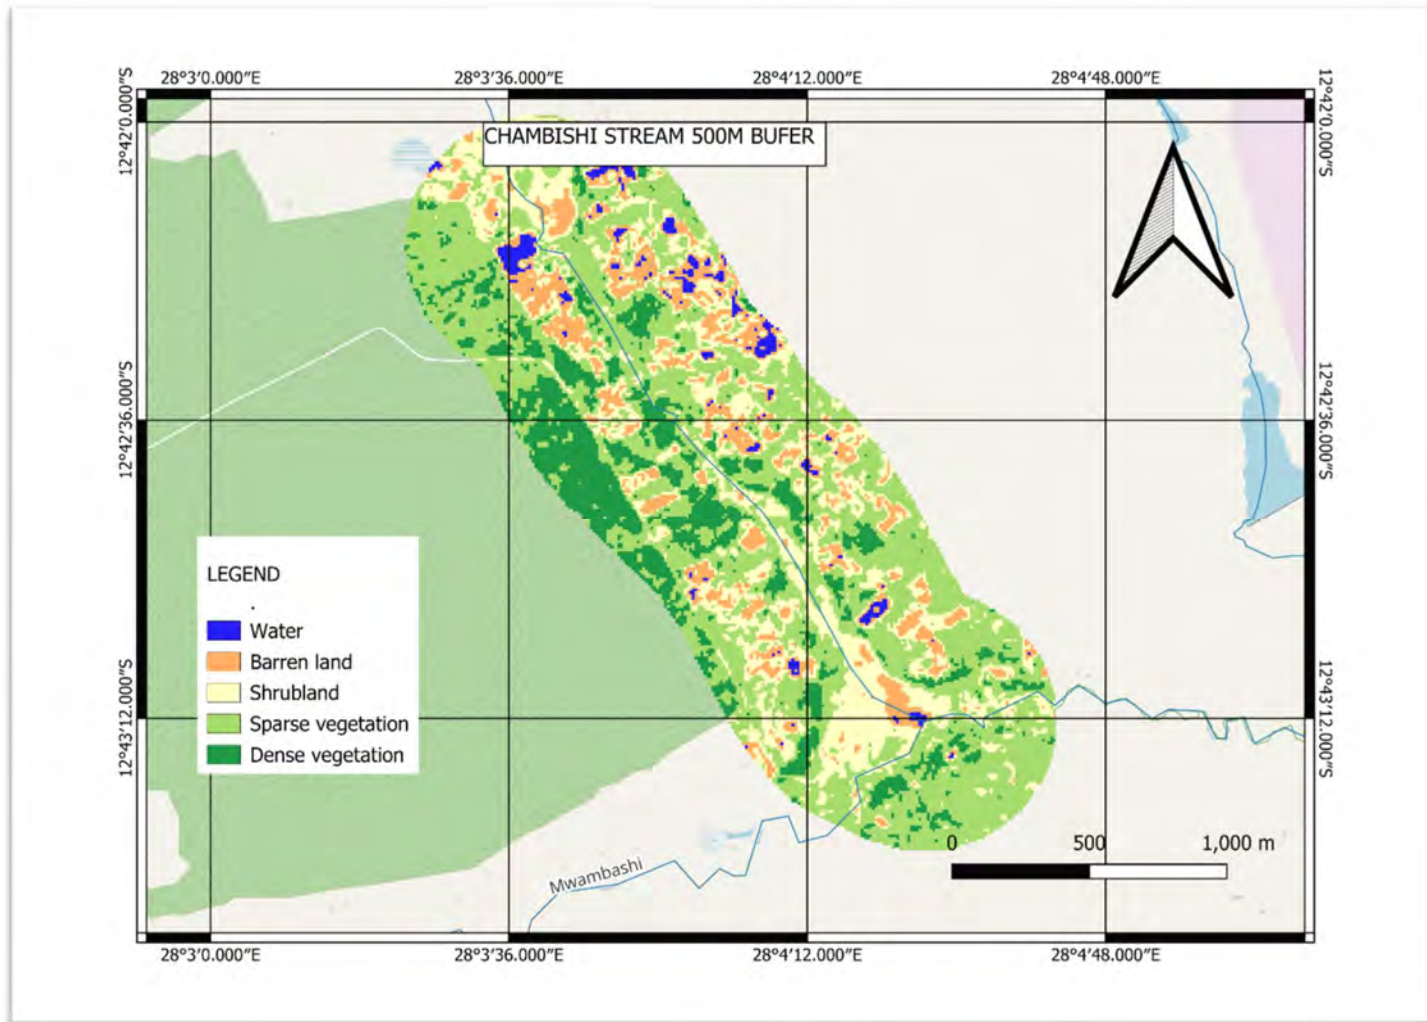 28°3'0.000"E 28°3'36.000"E 28°4'12.000"E 28°4'48.000"E
12°42'0.000"S
12°42'0.000"S
CHAMBISHI STREAM 500M BUFER
12°42'36.000"S
12°42'36.000"S
LEGEND
.
Water
Barren land
Shrubland
Sparse vegetation
Dense vegetation
12°43'12.000"S
12°43'12.000"S
0 500 1,000 m
Mwambashi
28°3'0.000"E 28°3'36.000"E 28°4'12.000"E 28°4'48.000"E